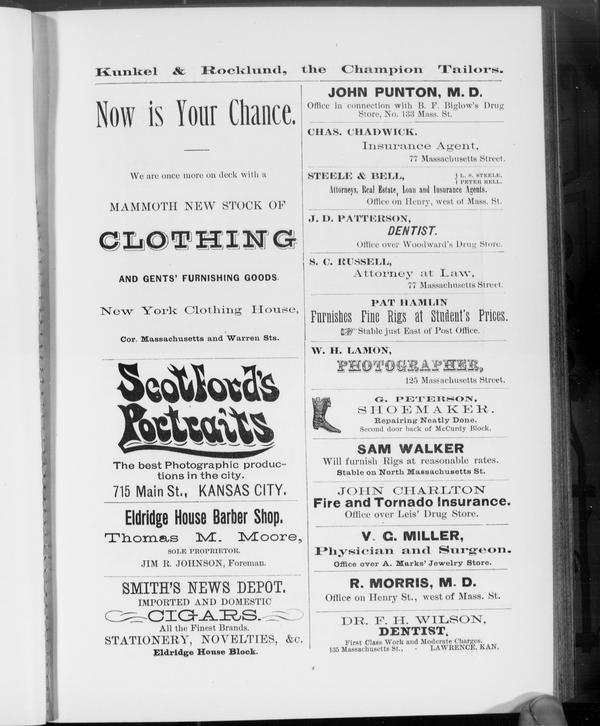 Kunkel & Rocklund, the Champion Tailors.
Now is Your Chance.
We are once more on deck with a
MAMMOTH NEW STOCK OF
CLOTHING
AND GENTS' FURNISHING GOODS.
New York Clothing House,
Cor. Massachusetts and Warren Sts.
Scotford's
Portraits
The best Photographic produc-
tions in the city.
715 Main St., KANSAS CITY.
Eldridge House Barber Shop.
Thomas M. Moore,
SOLE PROPRIETOR.
JIM R. JOHNSON, Foreman.
SMITH'S NEWS DEPOT.
IMPORTED AND DOMESTIC
CIGARS.
All the Finest Brands.
STATIONERY, NOVELTIES, &c.
Eldridge House Block.
JOHN PUNTON, M. D.
Office in connection with B. F. Biglow's Drug
Store, No. 133 Mass. St.
CHAS. CHADWICK.
Insurance Agent,
77 Massachusetts Street.
STEELE & BELL, { L. S. STEELE.
{ PETER BELL.
Attorneys, Real Estate, Loan and Insurance Agents.
Office on Henry, west of Mass. St.
J. D. PATTERSON,
DENTIST.
Office over Woodward's Drug Store.
S. C. RUSSELL,
Attorney at Law,
77 Massachusetts Street.
PAT HAMLIN
Furnishes Fine Rigs at Student's Prices.
☞ Stable just East of Post Office.
W. H. LAMON,
PHOTOGRAPHER,
125 Massachusetts Street.
G. PETERSON,
SHOEMAKER.
Repairing Neatly Done.
Second door back of McCurdy Block.
SAM WALKER
Will furnish Rigs at reasonable rates.
Stable on North Massachusetts St.
JOHN CHARLTON
Fire and Tornado Insurance.
Office over Leis' Drug Store.
V. G. MILLER,
Physician and Surgeon.
Office over A. Marks' Jewelry Store.
R. MORRIS, M. D.
Office on Henry St., west of Mass. St.
DR. F. H. WILSON,
DENTIST,
First Class Work and Moderate Charges.
135 Massachusetts St., - LAWRENCE, KAN.